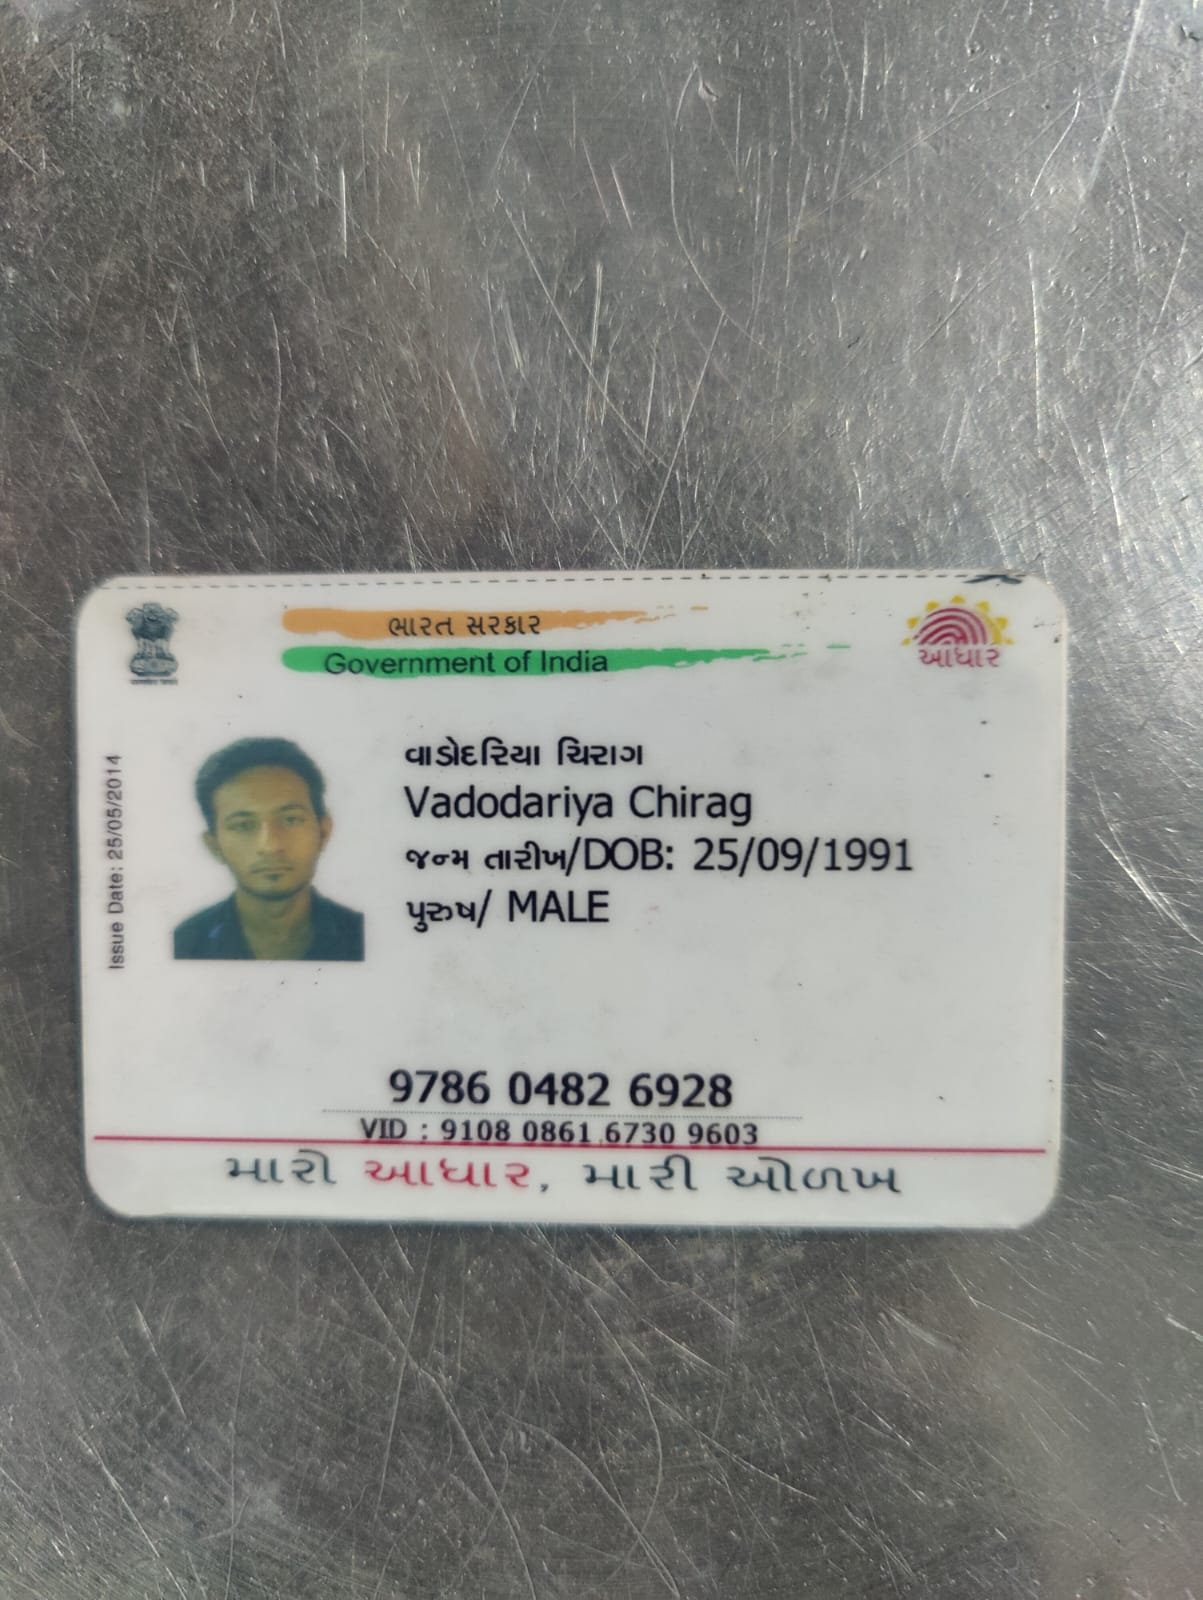 ભારત સરકાર
Government of India
આધાર
Issue Date: 25/05/2014
વાડોદરિયા ચિરાગ
Vadodariya Chirag
જન્મ તારીખ/DOB: 25/09/1991
પુરુષ/ MALE
9786 0482 6928
VID : 9108 0861 6730 9603
મારો આધાર, મારી ઓળખ